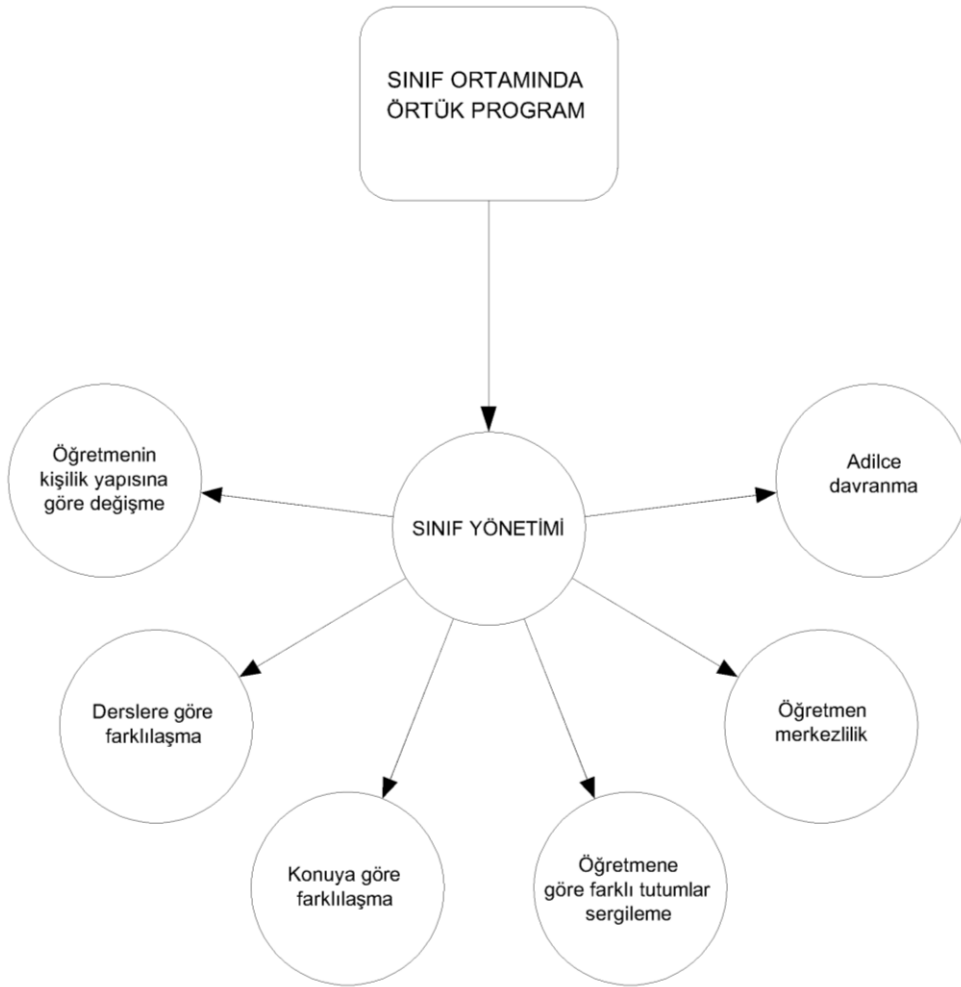 SINIF ORTAMINDA
ÖRTÜK PROGRAM
Öğretmenin
kişilik yapısına
göre değişme
SINIF YÖNETİMİ
Adilce
davranma
Derslere göre
farklılaşma
Öğretmen
merkezlilik
Konuya göre
farklılaşma
Öğretmene
göre farklı tutumlar
sergileme